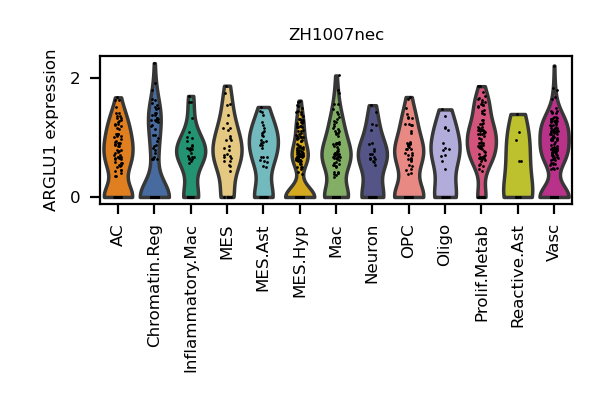 ZH1007nec
ARGLU1 expression
2
0
AC
Chromatin.Reg
Inflammatory.Mac
MES
MES.Ast
MES.Hyp
Mac
Neuron
OPC
Oligo
Prolif.Metab
Reactive.Ast
Vasc